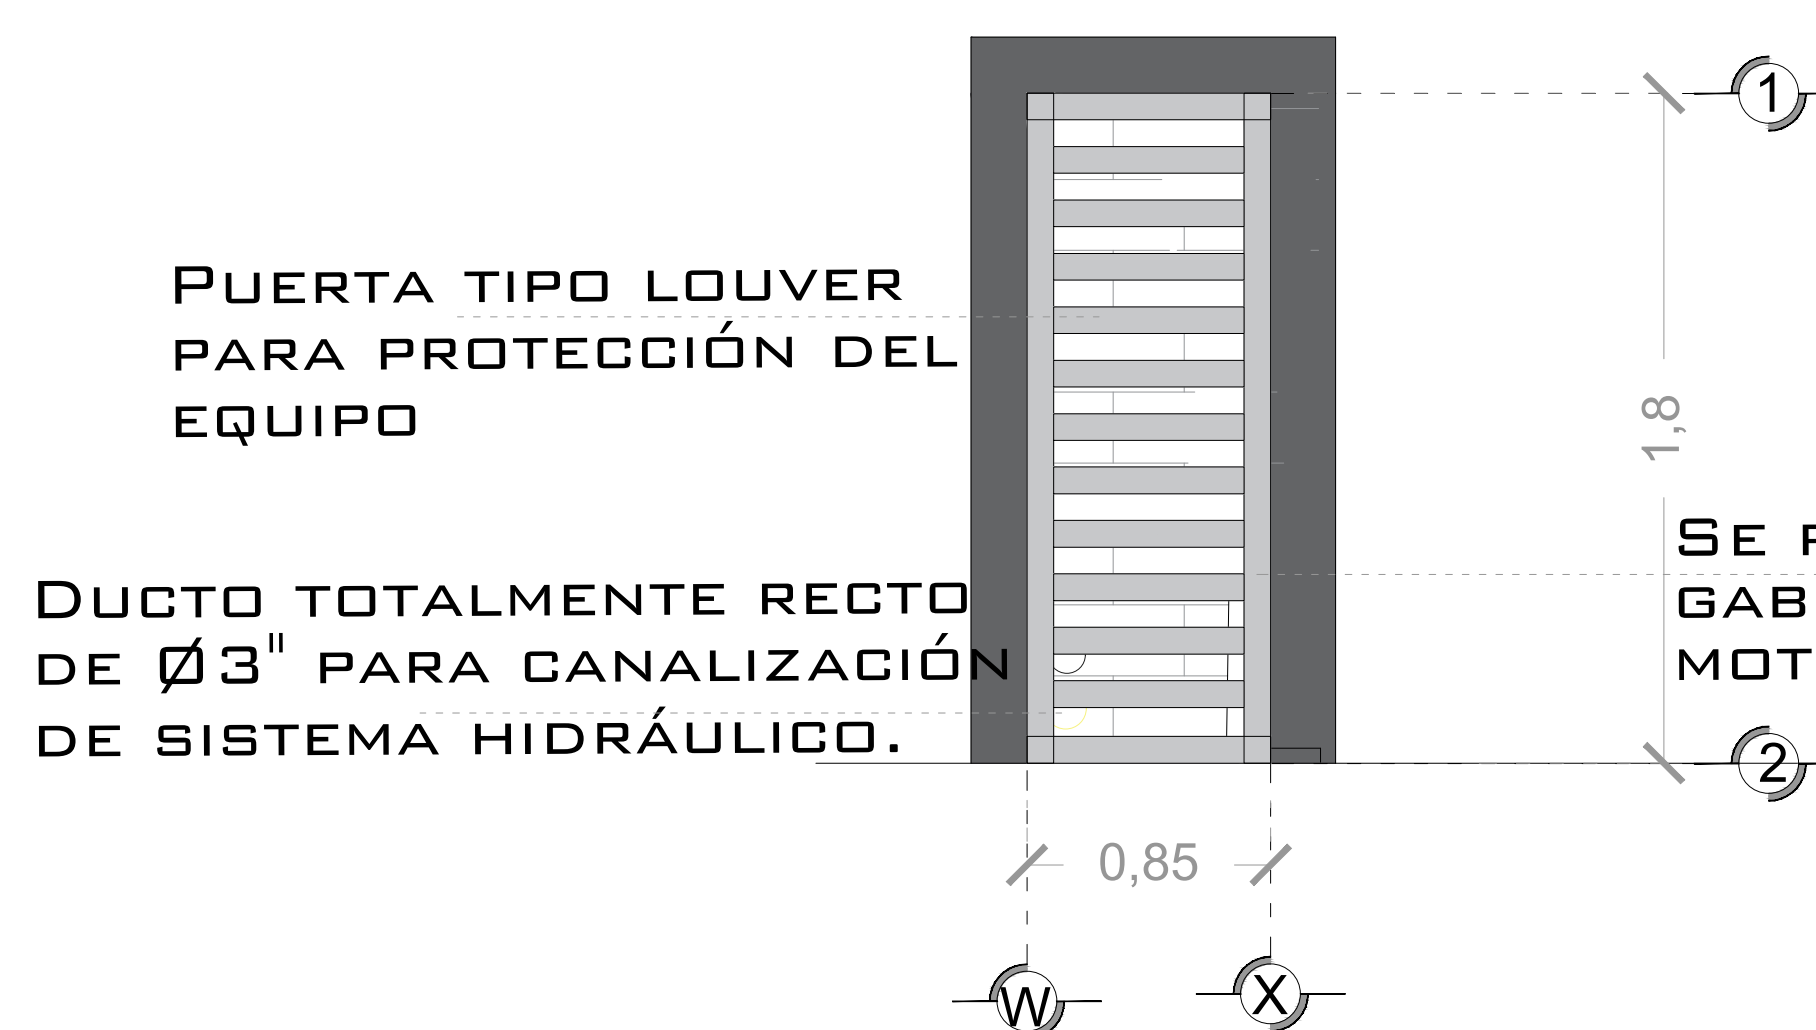 1
PUERTA TIPO LOUVER
PARA PROTECCIÓN DEL
EQUIPO
1,8
SE
GAB
MOT
DUCTO TOTALMENTE RECTO
DE Ø3" PARA CANALIZACIÓN
DE SISTEMA HIDRÁULICO.
2
0,85
W
X